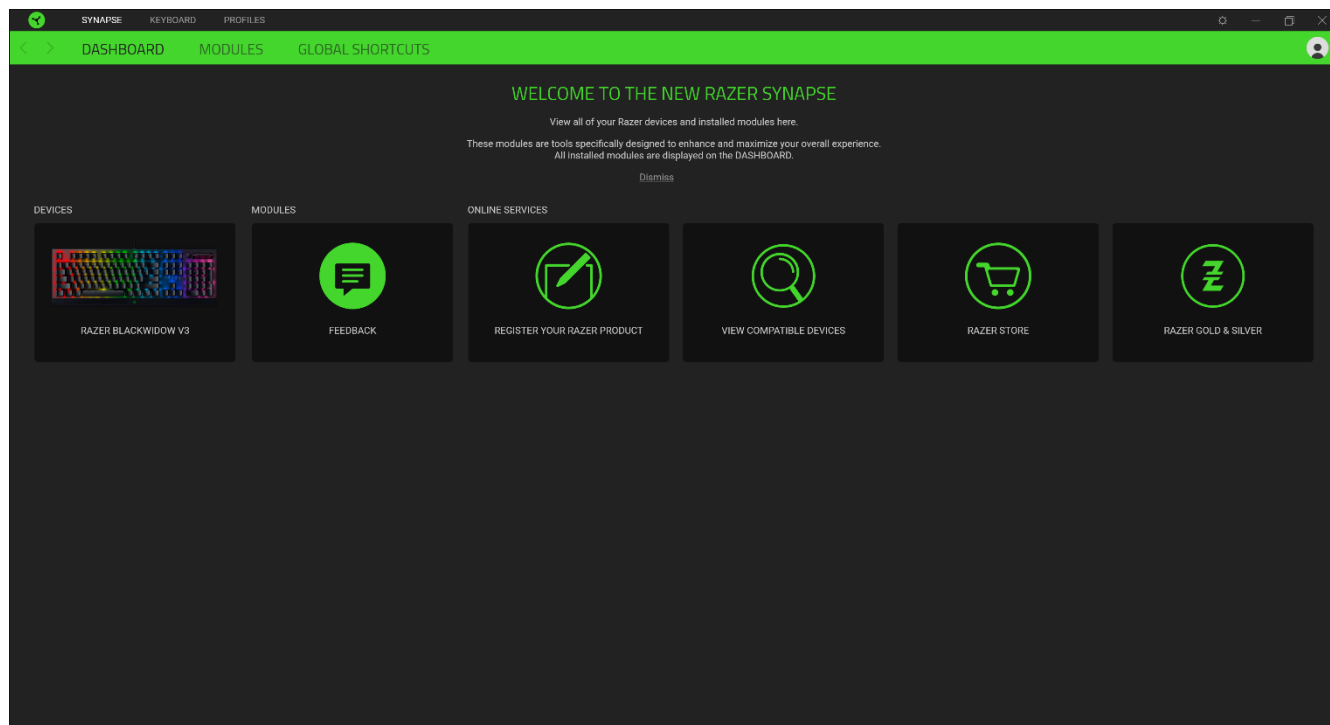 SYNAPSE KEYBOARD PROFILES
DASHBOARD MODULES GLOBAL SHORTCUTS
WELCOME TO THE NEW RAZER SYNAPSE
View all of your Razer devices and installed modules here.
These modules are tools specifically designed to enhance and maximize your overall experience.
All installed modules are displayed on the DASHBOARD.
Dismiss
DEVICES MODULES ONLINE SERVICES
RAZER BLACKWIDOW V3 FEEDBACK REGISTER YOUR RAZER PRODUCT VIEW COMPATIBLE DEVICES RAZER STORE RAZER GOLD & SILVER